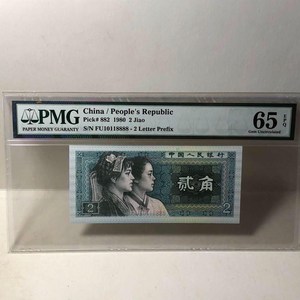 PMG
PAPER MONEY GUARANTY
China / People's Republic
Pick# 882 1980 2 Jiao
S/N FU10118888 - 2 Letter Prefix
65 EPQ
Gem Uncirculated
中国人民银行
贰角
2 2